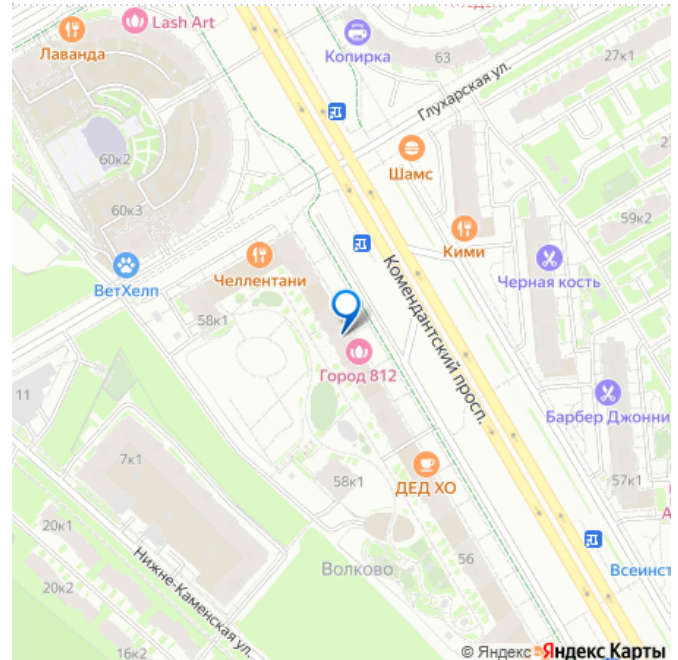 Lash Art
Лаванда
Копирка
63
27к1
Глухарская ул.
60к2
Шамс
60к3
59к2
Кими
ВетХелп
Челлентани
Черная кость
Комендантский просп.
58к1
Город 812
11
Барбер Джонни
7к1
58к1
ДЕД ХО
57к1
20к1
Нижне-Каменская ул.
Волково
56
Всеинст
20к2
16к2
© Яндекс Яндекс Карты